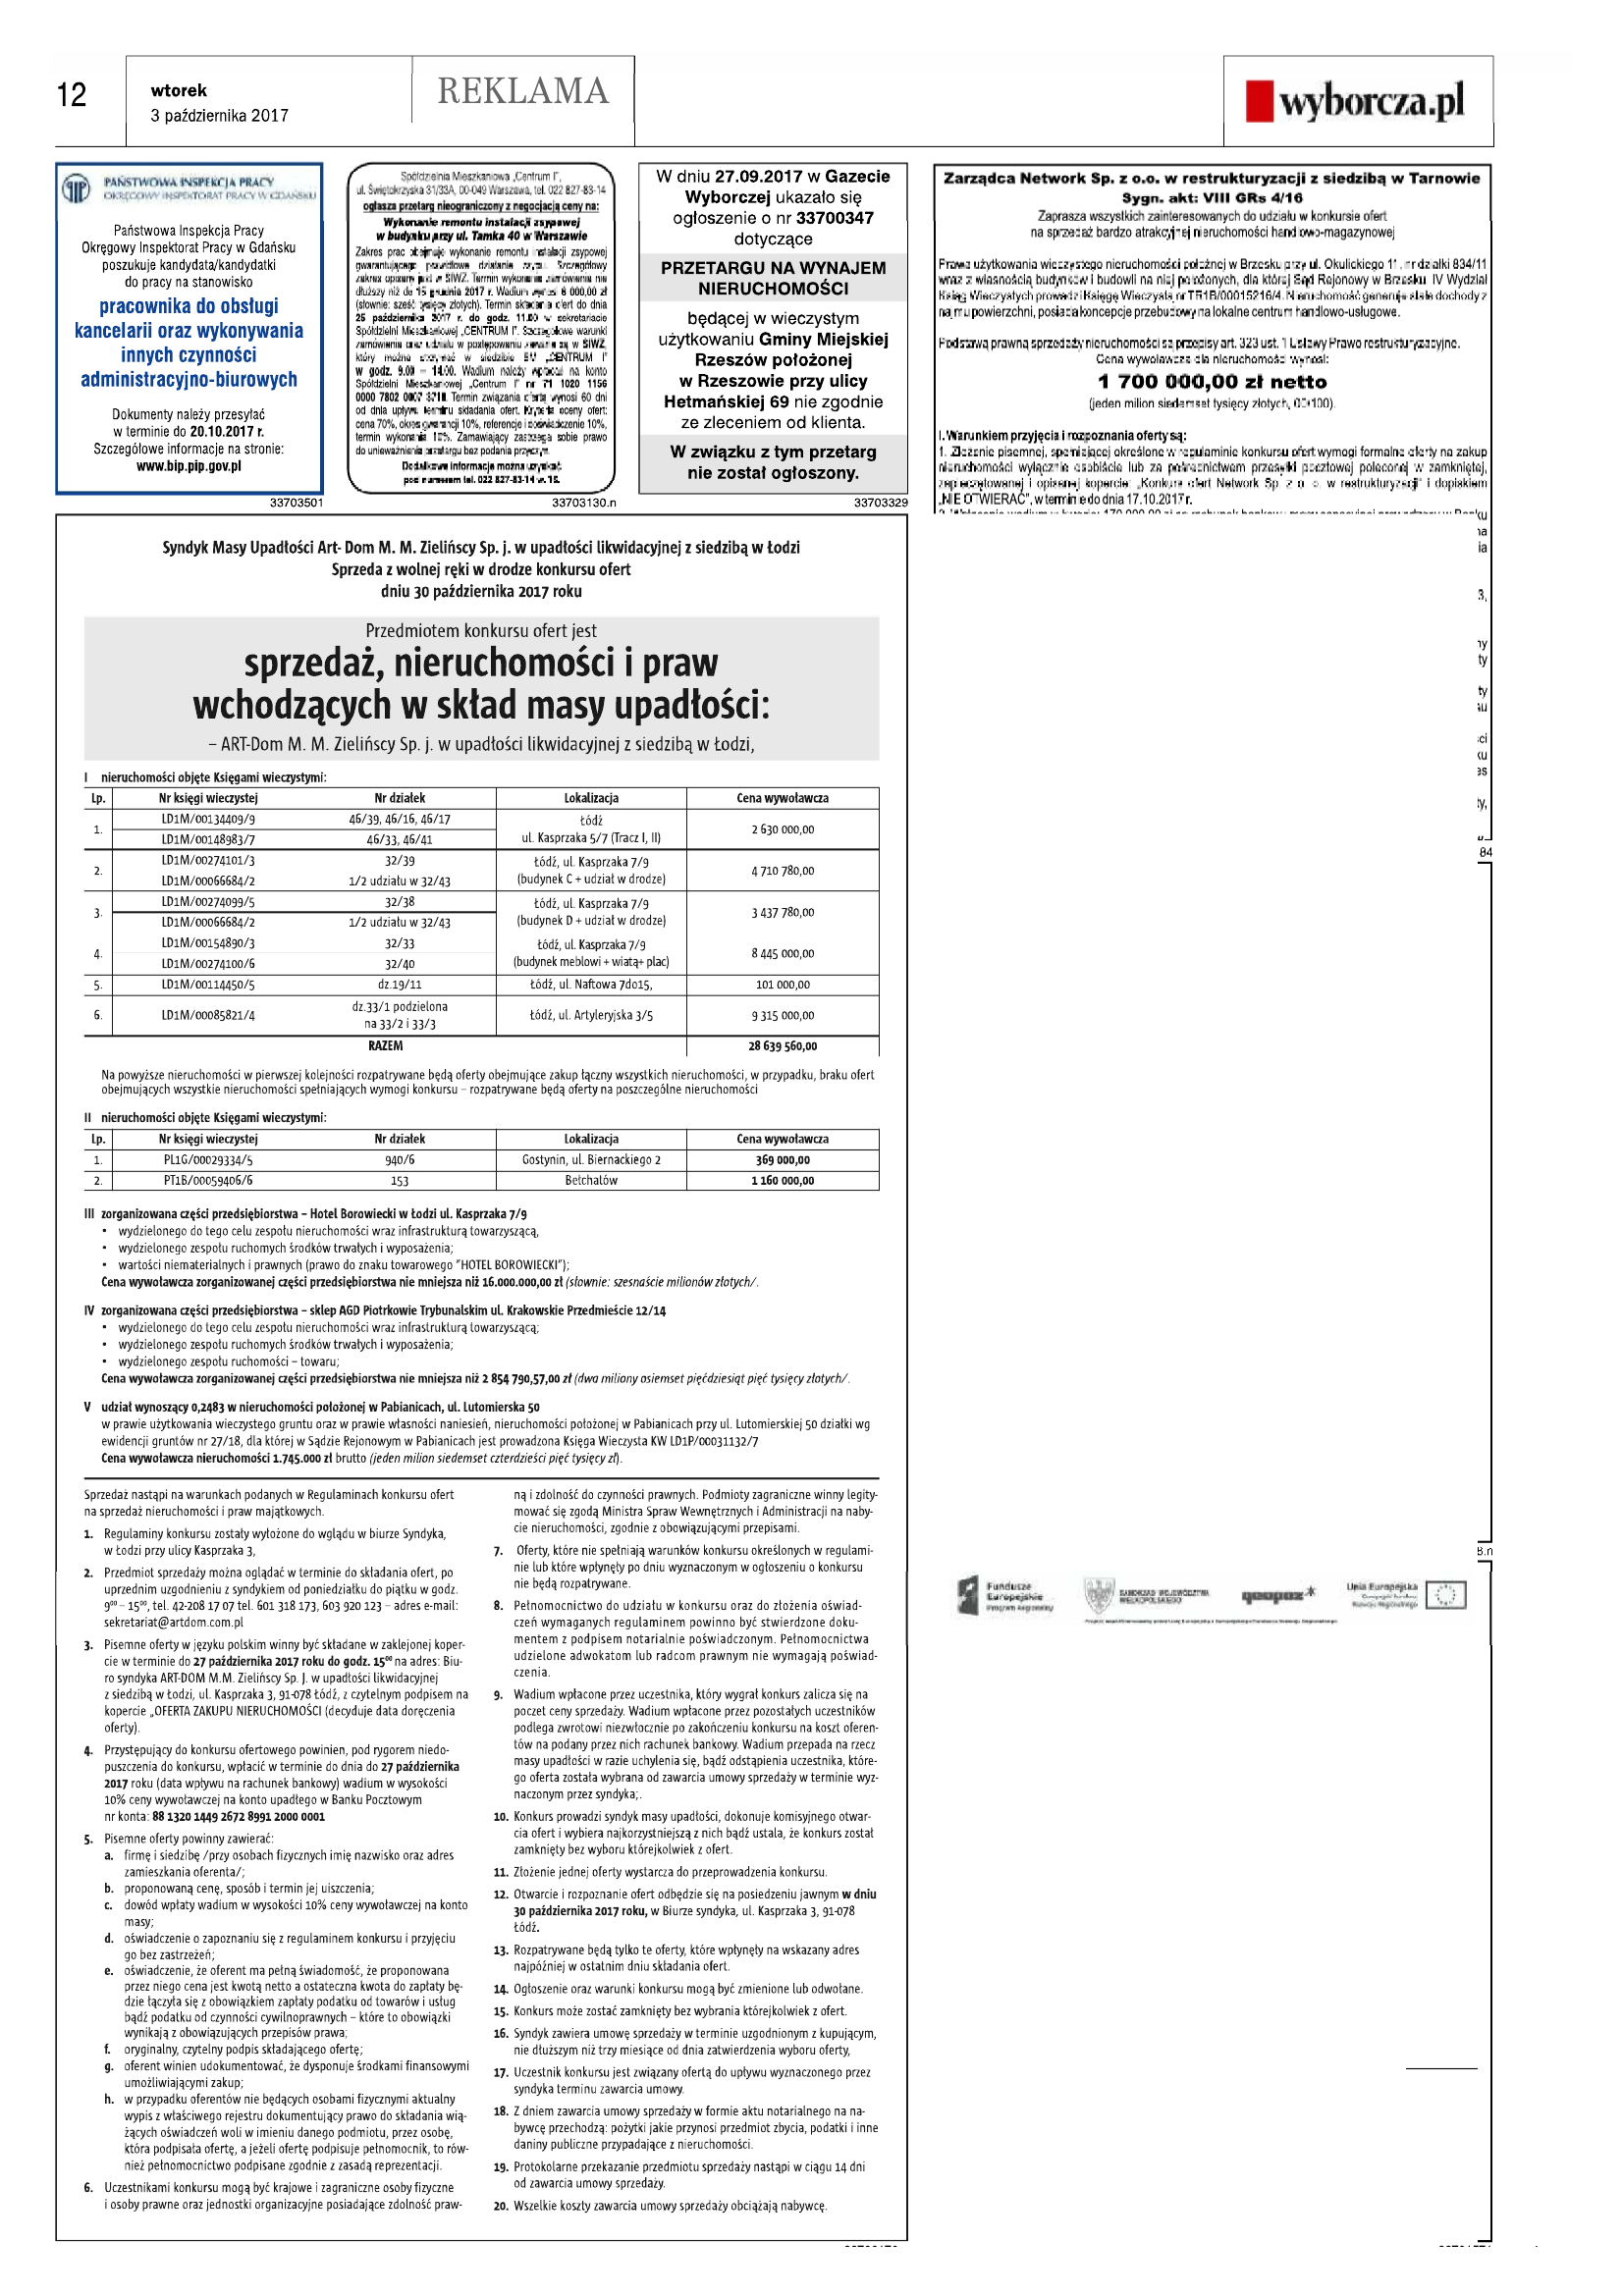 12
wtorek
3 października 2017
REKLAMA
wyborcza.pl
PAŃSTWOWA INSPEKCJA PRACY
OKRĘGOWY INSPEKTORAT PRACY W GDAŃSKU
Państwowa Inspekcja Pracy
Okręgowy Inspektorat Pracy w Gdańsku
poszukuje kandydata/kandydatki
do pracy na stanowisko
pracownika do obsługi
kancelarii oraz wykonywania
innych czynności
administracyjno-biurowych
Dokumenty należy przesyłać
w terminie do 20.10.2017 r.
Szczegółowe informacje na stronie:
www.bip.pip.gov.pl
33703501
Spółdzielnia Mieszkaniowa „Centrum I”,
ul. Świętokrzyska 31/33A, 00-049 Warszawa, tel. 022 827-83-14
ogłasza przetarg nieograniczony z negocjacją ceny na:
Wykonanie remontu instalacji zsypowej
w budynku przy ul. Tamka 40 w Warszawie
Zakres prac obejmuje wykonanie remontu instalacji zsypowej
gwarantującego prawidłowe działanie zsypu. Szczegółowy
zakres opisany jest w SIWZ. Termin wykonania zamówienia nie
dłuższy niż do 15 grudnia 2017 r. Wadium wynosi 6 000,00 zł
(słownie: sześć tysięcy złotych). Termin składania ofert do dnia
25 października 2017 r. do godz. 11.00 w sekretariacie
Spółdzielni Mieszkaniowej „CENTRUM I”. Szczegółowe warunki
zamówienia oraz udziału w postępowaniu zawarte są w SIWZ,
który można otrzymać w siedzibie SM „CENTRUM I”
w godz. 9.00 – 14.00. Wadium należy wpłacać na konto
Spółdzielni Mieszkaniowej „Centrum I” nr 71 1020 1156
0000 7802 0007 3718. Termin związania ofertą wynosi 60 dni
od dnia upływu terminu składania ofert. Kryteria oceny ofert:
cena 70%, okres gwarancji 10%, referencje i doświadczenie 10%,
termin wykonania 10%. Zamawiający zastrzega sobie prawo
do unieważnienia przetargu bez podania przyczyn.
Dodatkowe informacje można uzyskać
pod numerem tel. 022 827-83-14 w. 15.
33703130.n
W dniu 27.09.2017 w Gazecie
Wyborczej ukazało się
ogłoszenie o nr 33700347
dotyczące
PRZETARGU NA WYNAJEM
NIERUCHOMOŚCI
będącej w wieczystym
użytkowaniu Gminy Miejskiej
Rzeszów położonej
w Rzeszowie przy ulicy
Hetmańskiej 69 nie zgodnie
ze zleceniem od klienta.
W związku z tym przetarg
nie został ogłoszony.
33703329
Zarządca Network Sp. z o.o. w restrukturyzacji z siedzibą w Tarnowie
Sygn. akt: VIII GRs 4/16
Zaprasza wszystkich zainteresowanych do udziału w konkursie ofert
na sprzedaż bardzo atrakcyjnej nieruchomości handlowo-magazynowej
Prawa użytkowania wieczystego nieruchomości położnej w Brzesku przy ul. Okulickiego 11, nr działki 834/11
wraz z własnością budynków i budowli na niej położonych, dla której Sąd Rejonowy w Brzesku IV Wydział
Ksiąg Wieczystych prowadzi Księgę Wieczystą nr TR1B/00015216/4. Nieruchomość generuje stałe dochody z
najmu powierzchni, posiada koncepcje przebudowy na lokalne centrum handlowo-usługowe.
Podstawą prawną sprzedaży nieruchomości są przepisy art. 323 ust. 1 Ustawy Prawo restrukturyzacyjne.
Cena wywoławcza dla nieruchomości wynosi:
1 700 000,00 zł netto
(jeden milion siedemset tysięcy złotych, 00/100).
I. Warunkiem przyjęcia i rozpoznania oferty są:
1. Złożenie pisemnej, spełniającej określone w regulaminie konkursu ofert wymogi formalne oferty na zakup
nieruchomości wyłącznie osobiście lub za pośrednictwem przesyłki pocztowej poleconej w zamkniętej,
zapieczętowanej i opisanej kopercie: „Konkurs ofert Network Sp. z o. o. w restrukturyzacji” i dopiskiem
„NIE OTWIERAĆ”, w terminie do dnia 17.10.2017 r.
Syndyk Masy Upadłości Art- Dom M. M. Zielińscy Sp. j. w upadłości likwidacyjnej z siedzibą w Łodzi
Sprzeda z wolnej ręki w drodze konkursu ofert
dniu 30 października 2017 roku
Przedmiotem konkursu ofert jest
sprzedaż, nieruchomości i praw
wchodzących w skład masy upadłości:
– ART-Dom M. M. Zielińscy Sp. j. w upadłości likwidacyjnej z siedzibą w Łodzi,
I nieruchomości objęte Księgami wieczystymi:
Lp. Nr księgi wieczystej Nr działek Lokalizacja Cena wywoławcza
1. LD1M/00134409/9 46/39, 46/16, 46/17 Łódź 2 630 000,00
LD1M/00148983/7 46/33, 46/41 ul. Kasprzaka 5/7 (Tracz I, II)
2. LD1M/00274101/3 32/39 Łódź, ul. Kasprzaka 7/9 4 710 780,00
LD1M/00066684/2 1/2 udziału w 32/43 (budynek C + udział w drodze)
3. LD1M/00274099/5 32/38 Łódź, ul. Kasprzaka 7/9 3 437 780,00
LD1M/00066684/2 1/2 udziału w 32/43 (budynek D + udział w drodze)
4. LD1M/00154890/3 32/33 Łódź, ul. Kasprzaka 7/9 8 445 000,00
LD1M/00274100/6 32/40 (budynek meblowi + wiatą+ plac)
5. LD1M/00114450/5 dz.19/11 Łódź, ul. Naftowa 7do15, 101 000,00
6. LD1M/00085821/4 dz.33/1 podzielona na 33/2 i 33/3 Łódź, ul. Artyleryjska 3/5 9 315 000,00
RAZEM 28 639 560,00
Na powyższe nieruchomości w pierwszej kolejności rozpatrywane będą oferty obejmujące zakup łączny wszystkich nieruchomości, w przypadku, braku ofert
obejmujących wszystkie nieruchomości spełniających wymogi konkursu – rozpatrywane będą oferty na poszczególne nieruchomości
II nieruchomości objęte Księgami wieczystymi:
Lp. Nr księgi wieczystej Nr działek Lokalizacja Cena wywoławcza
1. PL1G/00029334/5 940/6 Gostynin, ul. Biernackiego 2 369 000,00
2. PT1B/00059406/6 153 Bełchatów 1 160 000,00
III zorganizowana części przedsiębiorstwa – Hotel Borowiecki w Łodzi ul. Kasprzaka 7/9
• wydzielonego do tego celu zespołu nieruchomości wraz infrastrukturą towarzyszącą,
• wydzielonego zespołu ruchomych środków trwałych i wyposażenia;
• wartości niematerialnych i prawnych (prawo do znaku towarowego "HOTEL BOROWIECKI");
Cena wywoławcza zorganizowanej części przedsiębiorstwa nie mniejsza niż 16.000.000,00 zł (słownie: szesnaście milionów złotych/.
IV zorganizowana części przedsiębiorstwa – sklep AGD Piotrkowie Trybunalskim ul. Krakowskie Przedmieście 12/14
• wydzielonego do tego celu zespołu nieruchomości wraz infrastrukturą towarzyszącą;
• wydzielonego zespołu ruchomych środków trwałych i wyposażenia;
• wydzielonego zespołu ruchomości – towaru;
Cena wywoławcza zorganizowanej części przedsiębiorstwa nie mniejsza niż 2 854 790,57,00 zł (dwa miliony osiemset pięćdziesiąt pięć tysięcy złotych/.
V udział wynoszący 0,2483 w nieruchomości położonej w Pabianicach, ul. Lutomierska 50
w prawie użytkowania wieczystego gruntu oraz w prawie własności naniesień, nieruchomości położonej w Pabianicach przy ul. Lutomierskiej 50 działki wg
ewidencji gruntów nr 27/18, dla której w Sądzie Rejonowym w Pabianicach jest prowadzona Księga Wieczysta KW LD1P/00031132/7
Cena wywoławcza nieruchomości 1.745.000 zł brutto (jeden milion siedemset czterdzieści pięć tysięcy zł).
Sprzedaż nastąpi na warunkach podanych w Regulaminach konkursu ofert
na sprzedaż nieruchomości i praw majątkowych.
1. Regulaminy konkursu zostały wyłożone do wglądu w biurze Syndyka,
w Łodzi przy ulicy Kasprzaka 3,
2. Przedmiot sprzedaży można oglądać w terminie do składania ofert, po
uprzednim uzgodnieniu z syndykiem od poniedziałku do piątku w godz.
9⁰⁰ – 15⁰⁰, tel. 42-208 17 07 tel. 601 318 173, 603 920 123 – adres e-mail:
sekretariat@artdom.com.pl
3. Pisemne oferty w języku polskim winny być składane w zaklejonej koper-
cie w terminie do 27 października 2017 roku do godz. 15⁰⁰ na adres: Biu-
ro syndyka ART-DOM M.M. Zielińscy Sp. J. w upadłości likwidacyjnej
z siedzibą w Łodzi, ul. Kasprzaka 3, 91-078 Łódź, z czytelnym podpisem na
kopercie „OFERTA ZAKUPU NIERUCHOMOŚCI (decyduje data doręczenia
oferty).
4. Przystępujący do konkursu ofertowego powinien, pod rygorem niedo-
puszczenia do konkursu, wpłacić w terminie do dnia do 27 października
2017 roku (data wpływu na rachunek bankowy) wadium w wysokości
10% ceny wywoławczej na konto upadłego w Banku Pocztowym
nr konta: 88 1320 1449 2672 8991 2000 0001
5. Pisemne oferty powinny zawierać:
a. firmę i siedzibę /przy osobach fizycznych imię nazwisko oraz adres
zamieszkania oferenta/;
b. proponowaną cenę, sposób i termin jej uiszczenia;
c. dowód wpłaty wadium w wysokości 10% ceny wywoławczej na konto
masy;
d. oświadczenie o zapoznaniu się z regulaminem konkursu i przyjęciu
go bez zastrzeżeń;
e. oświadczenie, że oferent ma pełną świadomość, że proponowana
przez niego cena jest kwotą netto a ostateczna kwota do zapłaty bę-
dzie łączyła się z obowiązkiem zapłaty podatku od towarów i usług
bądź podalku od czynności cywilnoprawnych – które to obowiązki
wynikają z obowiązujących przepisów prawa;
f. oryginalny, czytelny podpis składającego ofertę;
g. oferent winien udokumentować, że dysponuje środkami finansowymi
umożliwiającymi zakup;
h. w przypadku oferentów nie będących osobami fizycznymi aktualny
wypis z właściwego rejestru dokumentujący prawo do składania wią-
żących oświadczeń woli w imieniu danego podmiotu, przez osobę,
która podpisała ofertę, a jeżeli ofertę podpisuje pełnomocnik, to rów-
nież pełnomocnictwo podpisane zgodnie z zasadą reprezentacji.
6. Uczestnikami konkursu mogą być krajowe i zagraniczne osoby fizyczne
i osoby prawne oraz jednostki organizacyjne posiadające zdolność praw-
ną i zdolność do czynności prawnych. Podmioty zagraniczne winny legity-
mować się zgodą Ministra Spraw Wewnętrznych i Administracji na naby-
cie nieruchomości, zgodnie z obowiązującymi przepisami.
7. Oferty, które nie spełniają warunków konkursu określonych w regulami-
nie lub które wpłynęły po dniu wyznaczonym w ogłoszeniu o konkursu
nie będą rozpatrywane.
8. Pełnomocnictwo do udziału w konkursu oraz do złożenia oświad-
czeń wymaganych regulaminem powinno być stwierdzone doku-
mentem z podpisem notarialnie poświadczonym. Pełnomocnictwa
udzielone adwokatom lub radcom prawnym nie wymagają poświad-
czenia.
9. Wadium wpłacone przez uczestnika, który wygrał konkurs zalicza się na
poczet ceny sprzedaży. Wadium wpłacone przez pozostałych uczestników
podlega zwrotowi niezwłocznie po zakończeniu konkursu na koszt oferen-
tów na podany przez nich rachunek bankowy. Wadium przepada na rzecz
masy upadłości w razie uchylenia się, bądź odstąpienia uczestnika, które-
go oferta została wybrana od zawarcia umowy sprzedaży w terminie wyz-
naczonym przez syndyka;.
10. Konkurs prowadzi syndyk masy upadłości, dokonuje komisyjnego otwar-
cia ofert i wybiera najkorzystniejszą z nich bądź ustala, że konkurs został
zamknięty bez wyboru którejkolwiek z ofert.
11. Złożenie jednej oferty wystarcza do przeprowadzenia konkursu.
12. Otwarcie i rozpoznanie ofert odbędzie się na posiedzeniu jawnym w dniu
30 października 2017 roku, w Biurze syndyka, ul. Kasprzaka 3, 91-078
Łódź.
13. Rozpatrywane będą tylko te oferty, które wpłynęły na wskazany adres
najpóźniej w ostatnim dniu składania ofert.
14. Ogłoszenie oraz warunki konkursu mogą być zmienione lub odwołane.
15. Konkurs może zostać zamknięty bez wybrania którejkolwiek z ofert.
16. Syndyk zawiera umowę sprzedaży w terminie uzgodnionym z kupującym,
nie dłuższym niż trzy miesiące od dnia zatwierdzenia wyboru oferty,
17. Uczestnik konkursu jest związany ofertą do upływu wyznaczonego przez
syndyka terminu zawarcia umowy.
18. Z dniem zawarcia umowy sprzedaży w formie aktu notarialnego na na-
bywcę przechodzą: pożytki jakie przynosi przedmiot zbycia, podatki i inne
daniny publiczne przypadające z nieruchomości.
19. Protokolarne przekazanie przedmiotu sprzedaży nastąpi w ciągu 14 dni
od zawarcia umowy sprzedaży.
20. Wszelkie koszty zawarcia umowy sprzedaży obciążają nabywcę.
84
B.n
Fundusze
Europejskie
Program Regionalny
SAMORZĄD WOJEWÓDZTWA
WIELKOPOLSKIEGO
geopoz
Unia Europejska